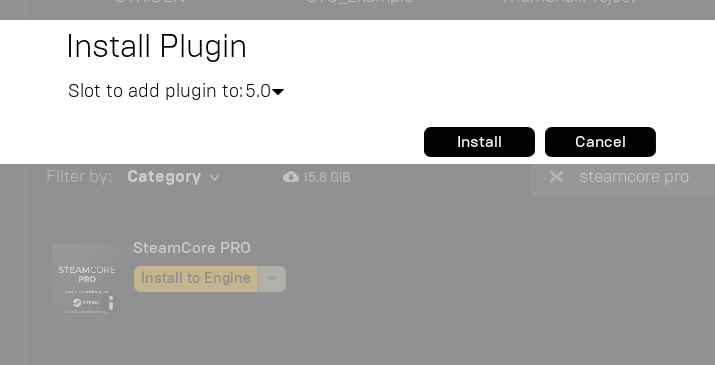 Install Plugin
Slot to add plugin to: 5.0
Install Cancel
Filter by: Category 15.8 GiB steamcore pro
SteamCore PRO
STEAMCORE
PRO
Install to Engine
STEAM